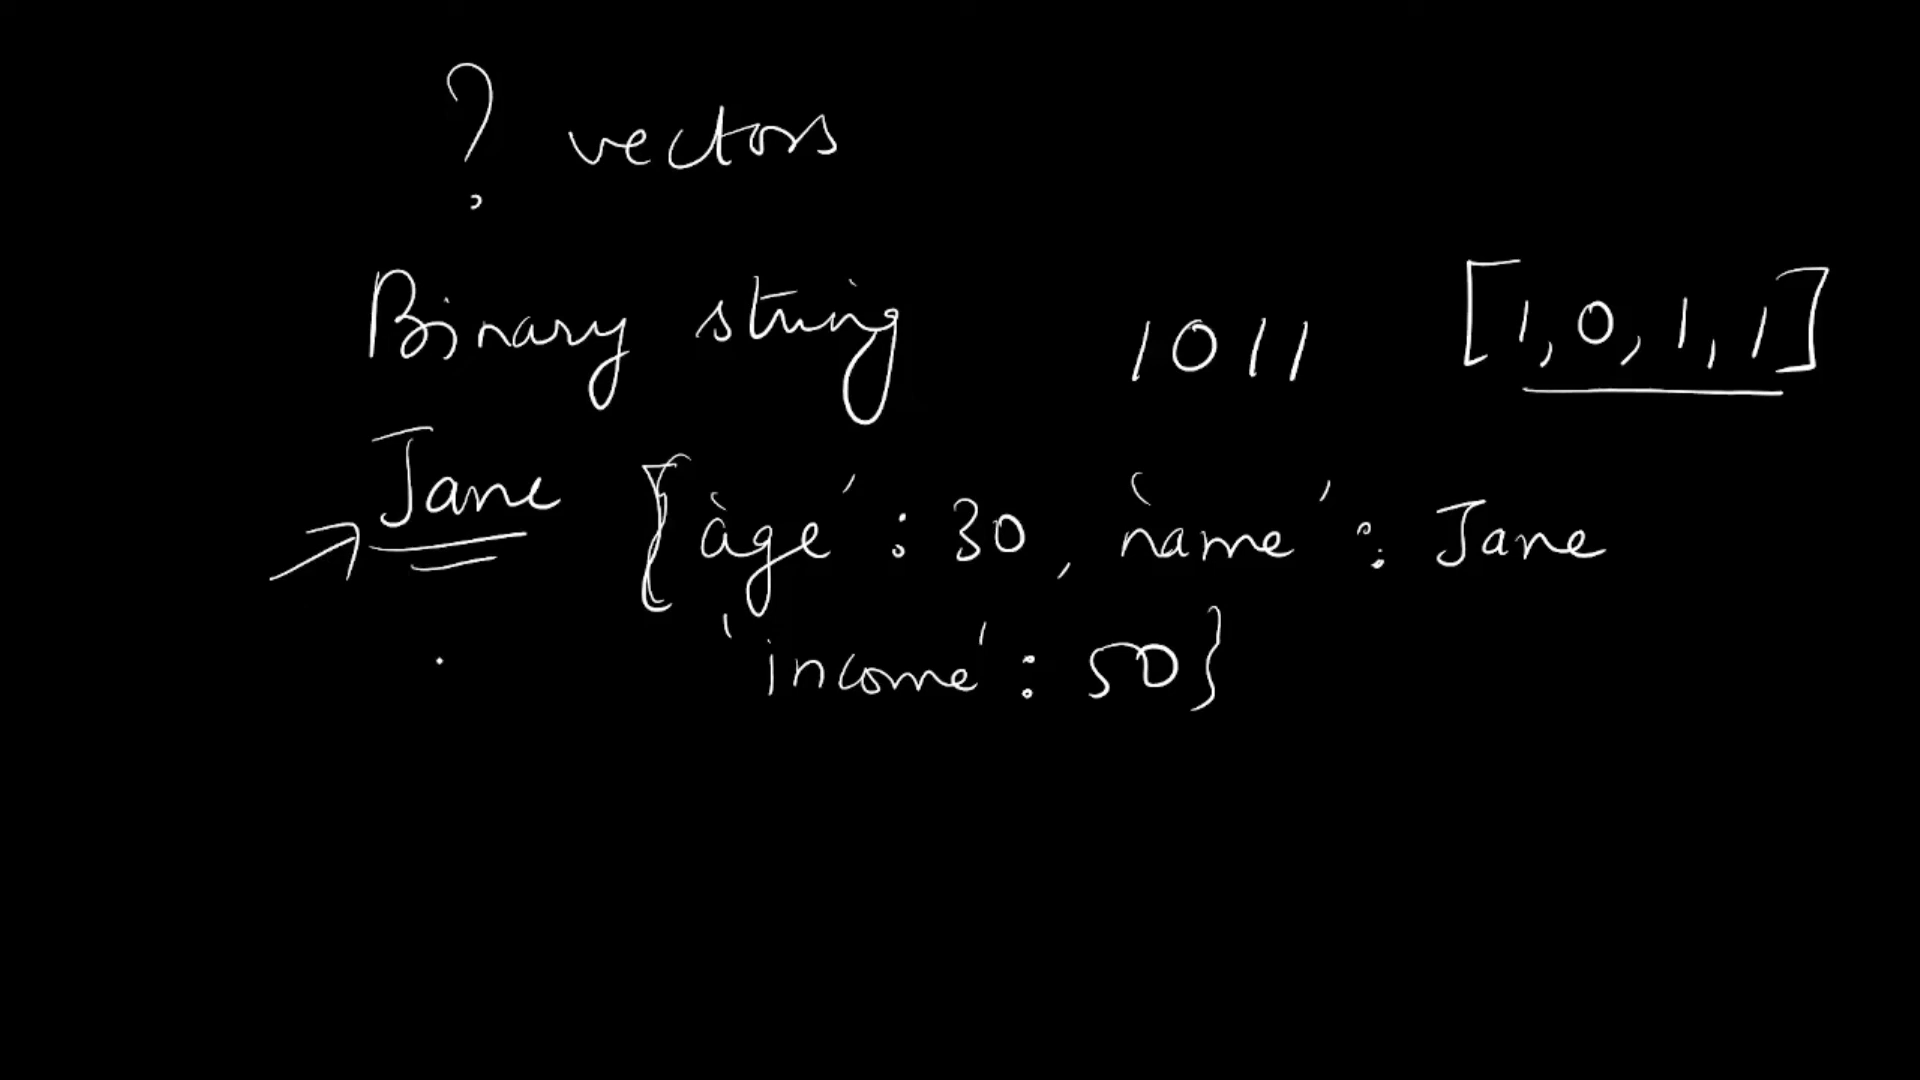 ? vectors
Binary string 1011 [1,0,1,1]
Jane {'age' : 30, 'name' : Jane
'income' : 50}